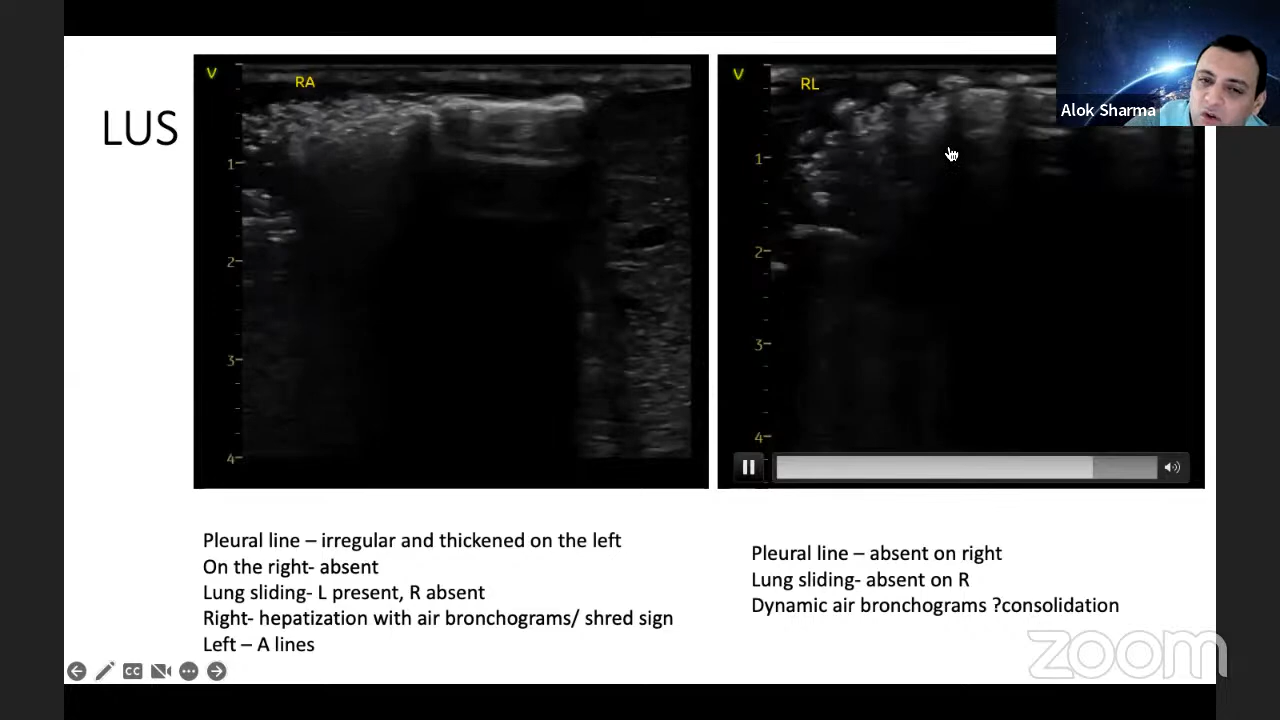 LUS
V
RA
1
2
3
4
V
RL
1
2
3
4
Alok Sharma
Pleural line – irregular and thickened on the left
On the right- absent
Lung sliding- L present, R absent
Right- hepatization with air bronchograms/ shred sign
Left – A lines
Pleural line – absent on right
Lung sliding- absent on R
Dynamic air bronchograms ?consolidation
CC
zoom